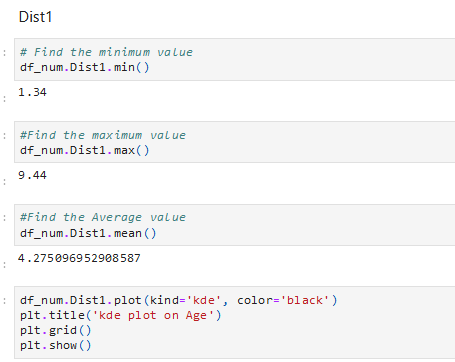 Dist1
:
# Find the minimum value
df_num.Dist1.min()
:
1.34
:
#Find the maximum value
df_num.Dist1.max()
:
9.44
:
#Find the Average value
df_num.Dist1.mean()
:
4.275096952908587
:
df_num.Dist1.plot(kind='kde', color='black')
plt.title('kde plot on Age')
plt.grid()
plt.show()